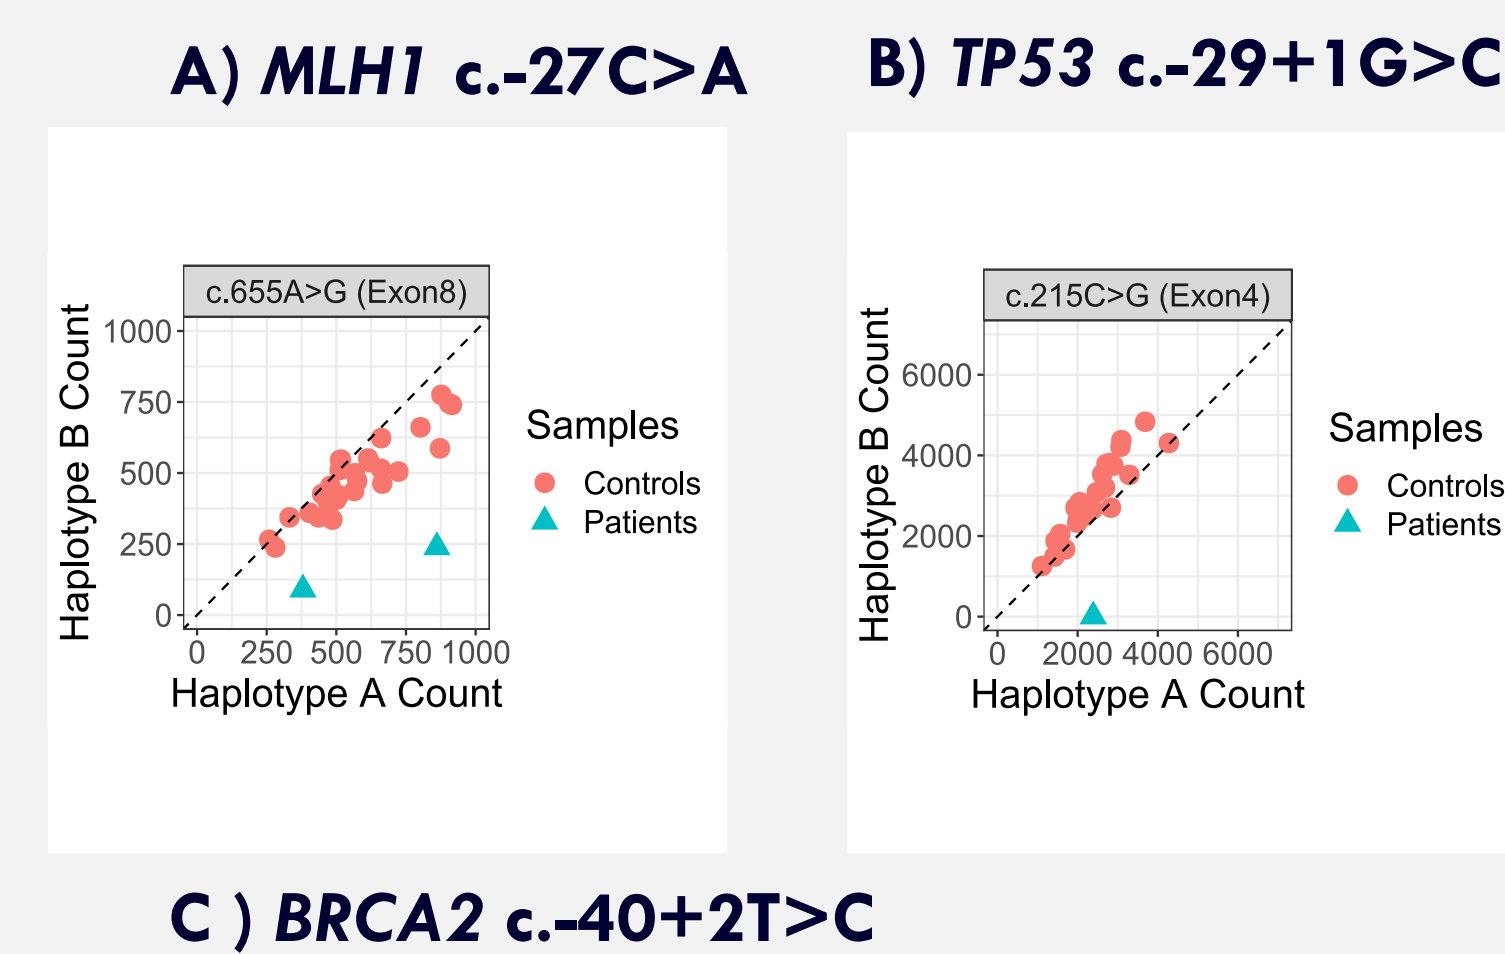 A) MLH1 c.-27C>A
c.655A>G (Exon8)
Haplotype B Count
1000
750
500
250
0
0 250 500 750 1000
Haplotype A Count
Samples
Controls
Patients
B) TP53 c.-29+1G>C
c.215C>G (Exon4)
Haplotype B Count
6000
4000
2000
0
0 2000 4000 6000
Haplotype A Count
Samples
Controls
Patients
C ) BRCA2 c.-40+2T>C